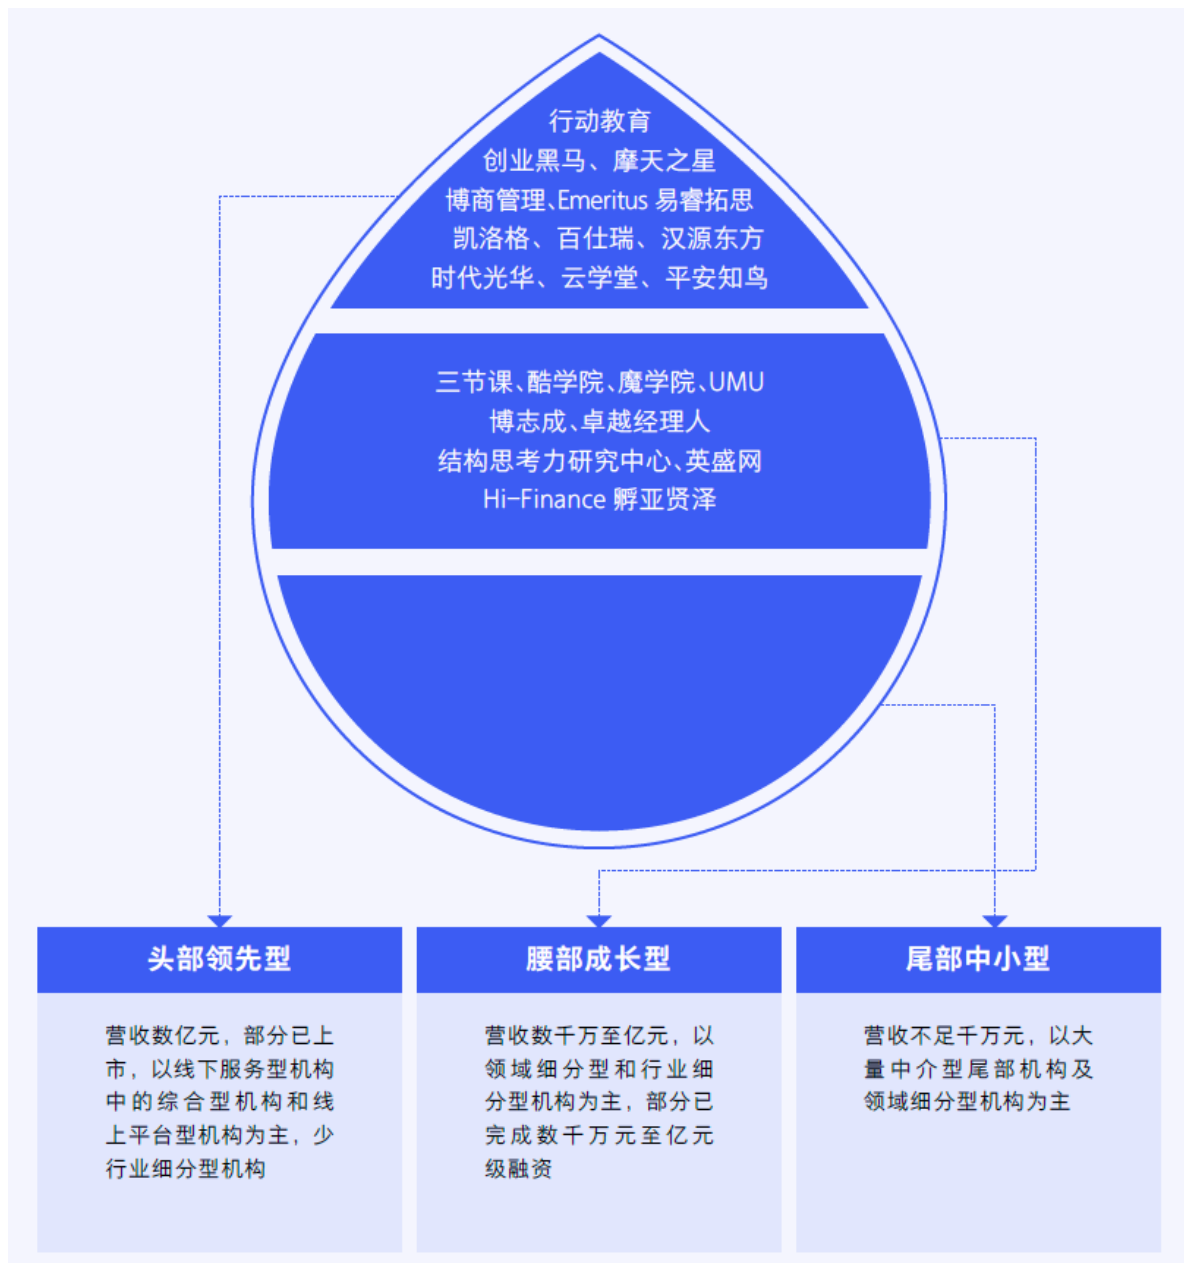 行动教育
创业黑马、摩天之星
博商管理、Emeritus 易睿拓思
凯洛格、百仕瑞、汉源东方
时代光华、云学堂、平安知鸟
三节课、酷学院、魔学院、UMU
博志成、卓越经理人
结构思考力研究中心、英盛网
Hi-Finance 孵亚贤泽
头部领先型
营收数亿元，部分已上
市，以线下服务型机构
中的综合型机构和线
上平台型机构为主，少
行业细分型机构
腰部成长型
营收数千万至亿元，以
领域细分型和行业细
分型机构为主，部分已
完成数千万元至亿元
级融资
尾部中小型
营收不足千万元，以大
量中介型尾部机构及
领域细分型机构为主